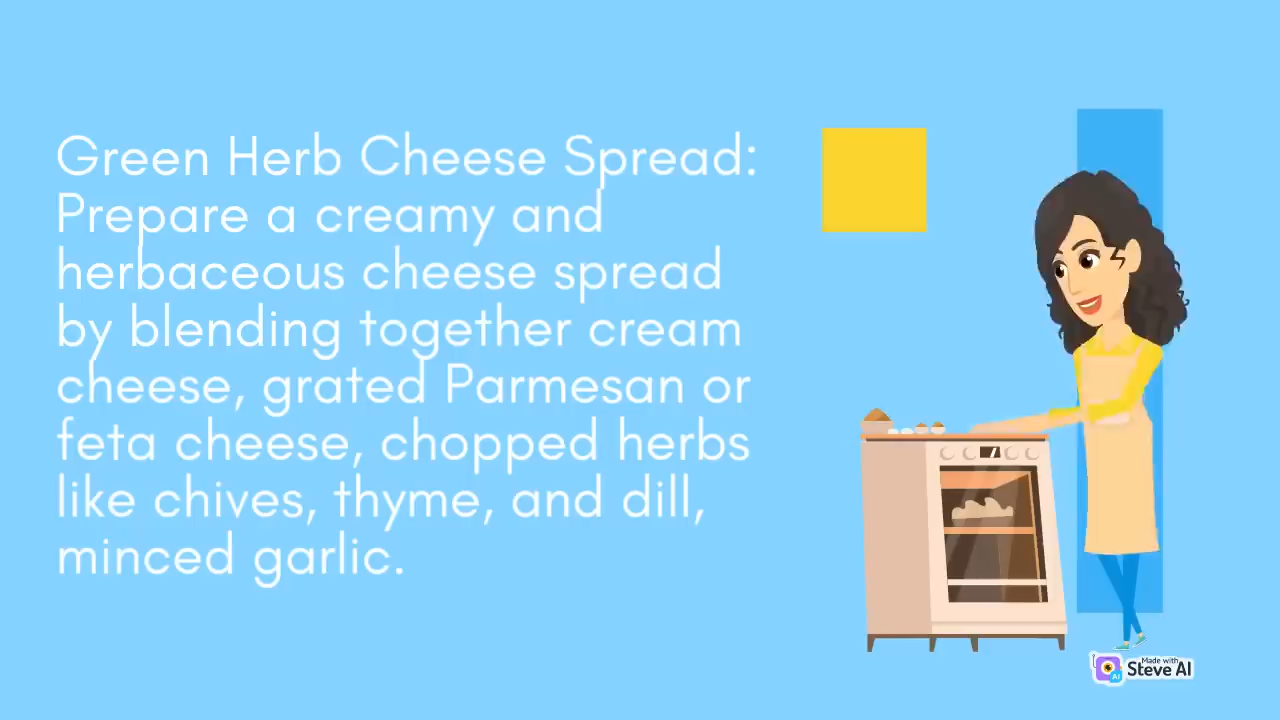 Green Herb Cheese Spread:
Prepare a creamy and
herbaceous cheese spread
by blending together cream
cheese, grated Parmesan or
feta cheese, chopped herbs
like chives, thyme, and dill,
minced garlic.
Made with
Steve AI
AI